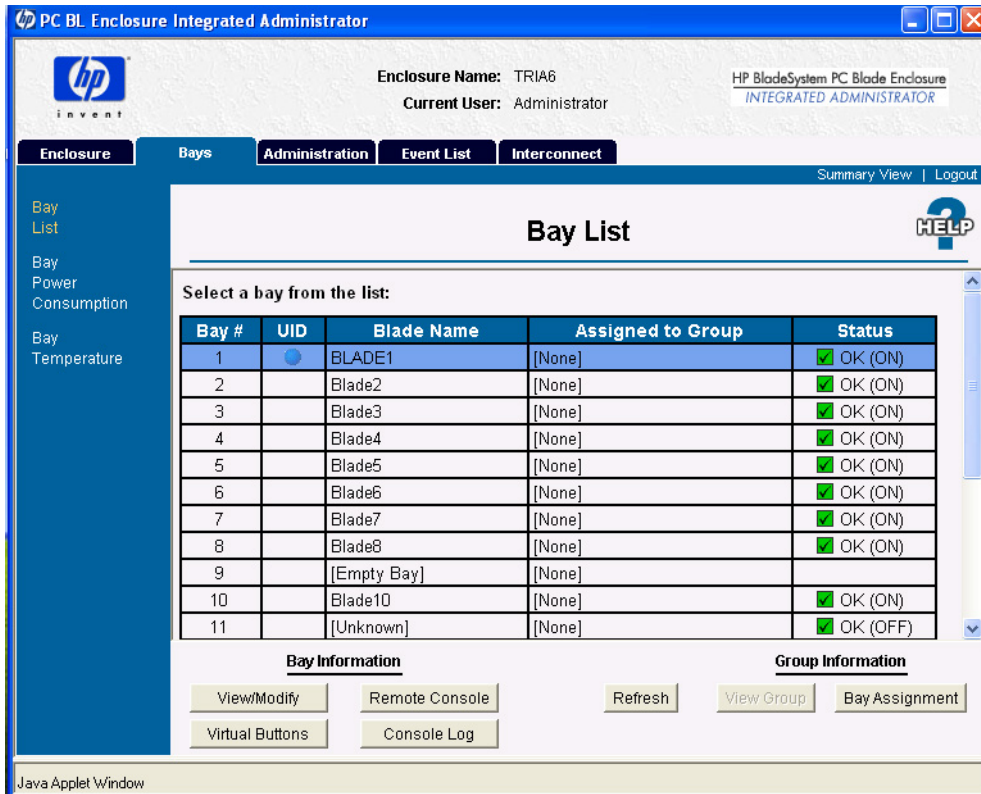 PC BL Enclosure Integrated Administrator
hp
invent
Enclosure Name: TRIA6
Current User: Administrator
HP BladeSystem PC Blade Enclosure
INTEGRATED ADMINISTRATOR
Enclosure Bays Administration Event List Interconnect
Summary View | Logout
Bay
List
Bay
Power
Consumption
Bay
Temperature
Bay List
HELP
Select a bay from the list:
Bay # UID Blade Name Assigned to Group Status
1 BLADE1 [None] OK (ON)
2 Blade2 [None] OK (ON)
3 Blade3 [None] OK (ON)
4 Blade4 [None] OK (ON)
5 Blade5 [None] OK (ON)
6 Blade6 [None] OK (ON)
7 Blade7 [None] OK (ON)
8 Blade8 [None] OK (ON)
9 [Empty Bay] [None]
10 Blade10 [None] OK (ON)
11 [Unknown] [None] OK (OFF)
Bay Information Group Information
View/Modify Remote Console Refresh View Group Bay Assignment
Virtual Buttons Console Log
Java Applet Window